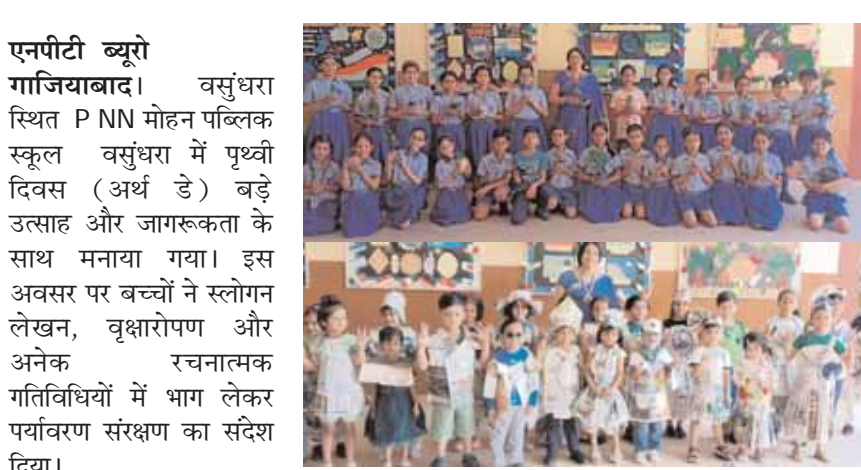 एनपीटी ब्यूरो
गाजियाबाद। वसुंधरा
स्थित P NN मोहन पब्लिक
स्कूल वसुंधरा में पृथ्वी
दिवस (अर्थ डे) बड़े
उत्साह और जागरूकता के
साथ मनाया गया। इस
अवसर पर बच्चों ने स्लोगन
लेखन, वृक्षारोपण और
अनेक रचनात्मक
गतिविधियों में भाग लेकर
पर्यावरण संरक्षण का संदेश
दिया।